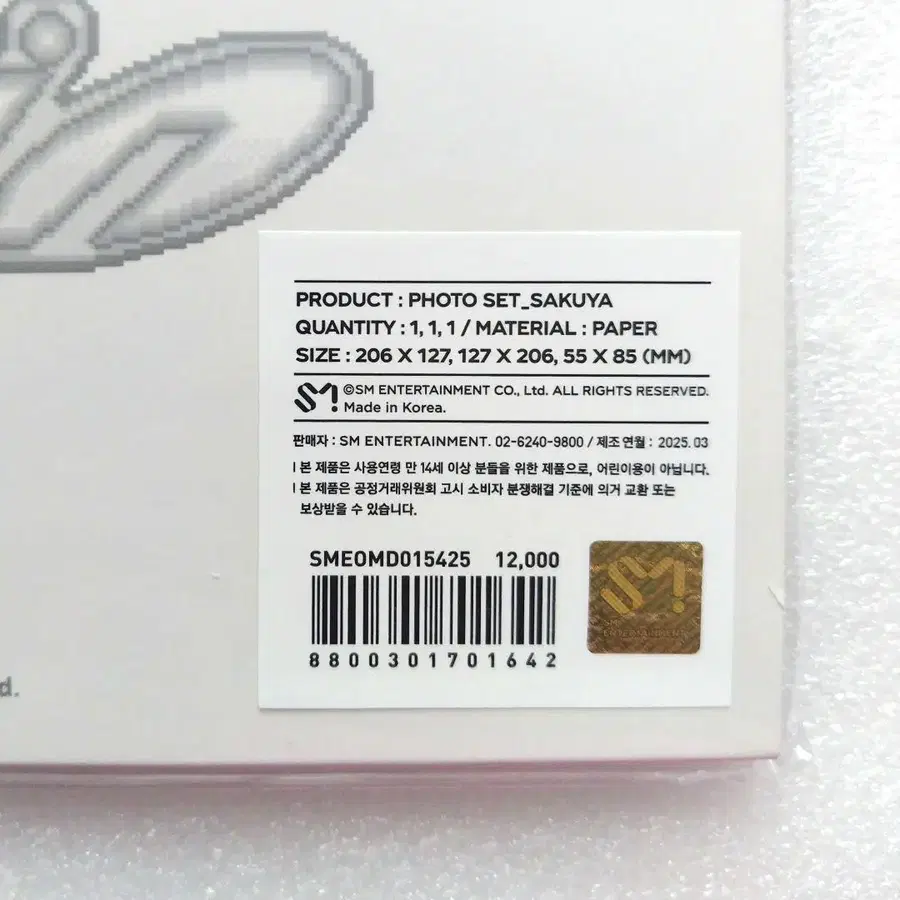 PRODUCT : PHOTO SET_SAKUYA
QUANTITY : 1, 1, 1 / MATERIAL : PAPER
SIZE : 206 X 127, 127 X 206, 55 X 85 (MM)
SM! ©SM ENTERTAINMENT CO., Ltd. ALL RIGHTS RESERVED.
Made in Korea.
판매자 : SM ENTERTAINMENT. 02-6240-9800 / 제조 연월 : 2025. 03
l 본 제품은 사용연령 만 14세 이상 분들을 위한 제품으로, 어린이용이 아닙니다.
l 본 제품은 공정거래위원회 고시 소비자 분쟁해결 기준에 의거 교환 또는
보상받을 수 있습니다.
SMEOMD015425 12,000
8800301701642
SM!
ENTERTAINMENT
d.